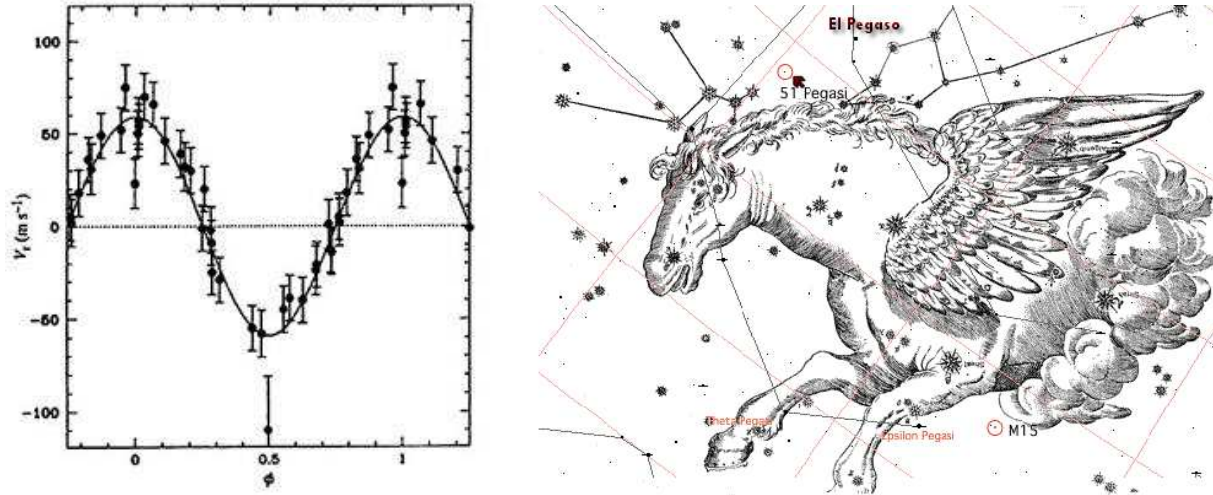 100
50
0
−50
−100
V_r (m s⁻¹)
0
0.5
1
ϕ
El Pegaso
51 Pegasi
Theta Pegasi
Epsilon Pegasi
M15